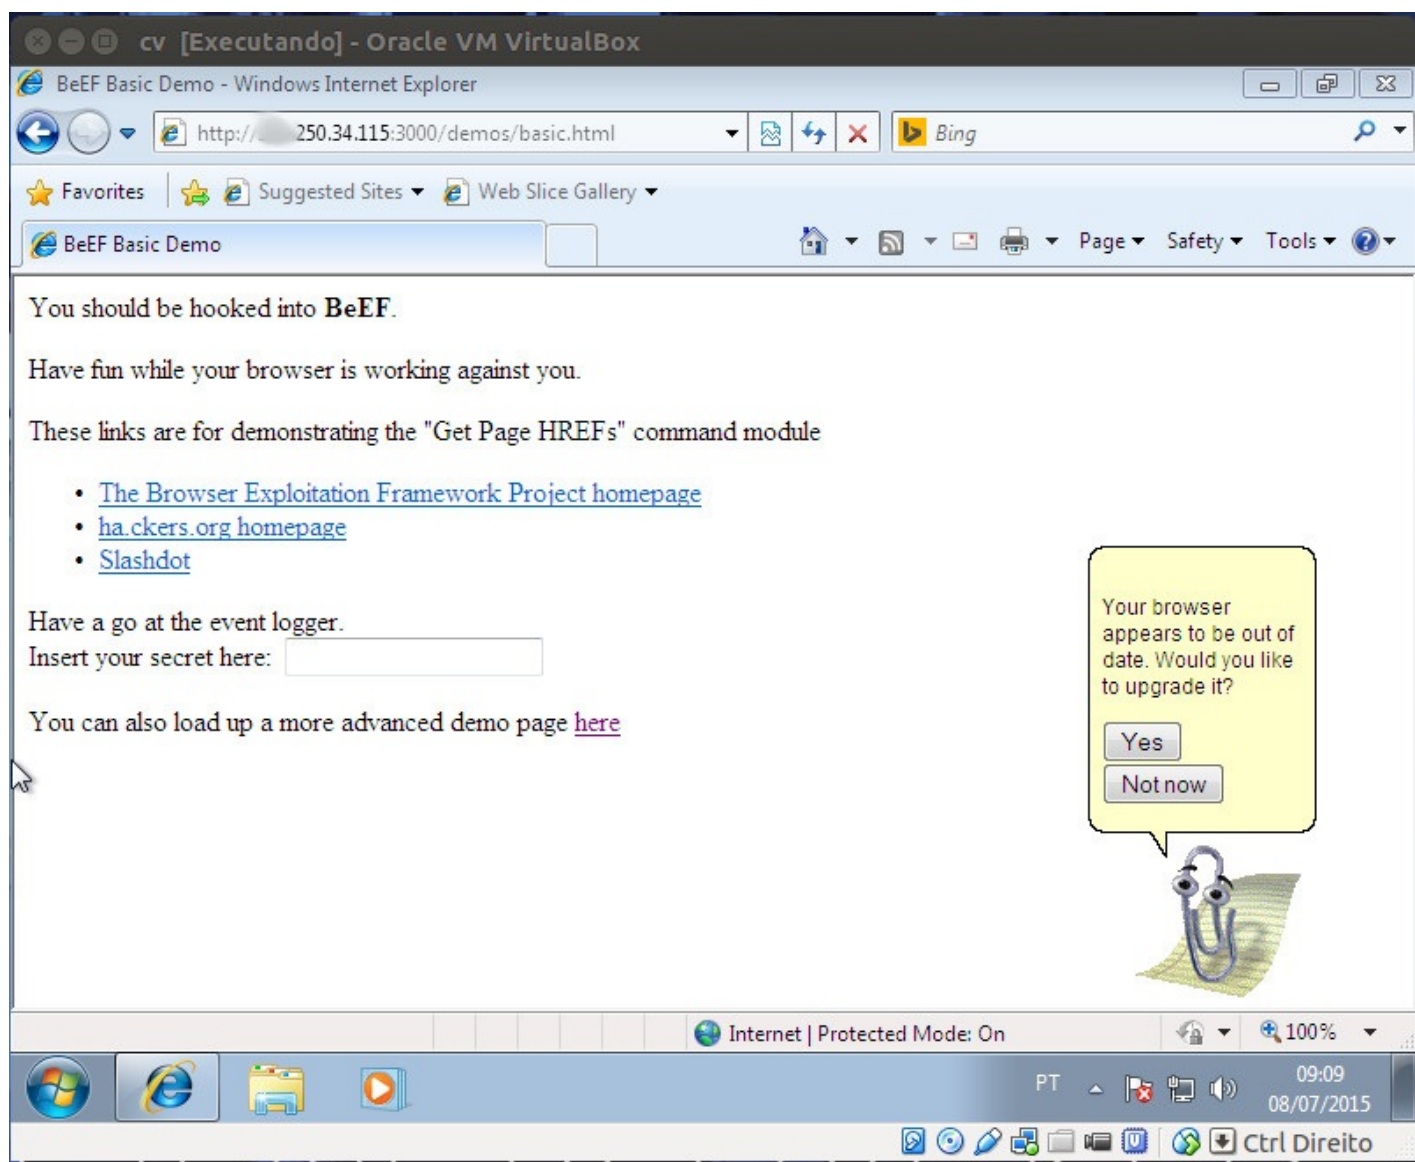 cv [Executando] - Oracle VM VirtualBox
BeEF Basic Demo - Windows Internet Explorer
http:// 250.34.115:3000/demos/basic.html
Bing
Favorites Suggested Sites Web Slice Gallery
BeEF Basic Demo
Page Safety Tools
You should be hooked into BeEF.
Have fun while your browser is working against you.
These links are for demonstrating the "Get Page HREFs" command module
• The Browser Exploitation Framework Project homepage
• ha.ckers.org homepage
• Slashdot
Have a go at the event logger.
Insert your secret here:
You can also load up a more advanced demo page here
Your browser
appears to be out of
date. Would you like
to upgrade it?
Yes
Not now
Internet | Protected Mode: On
100%
PT
09:09
08/07/2015
Ctrl Direito